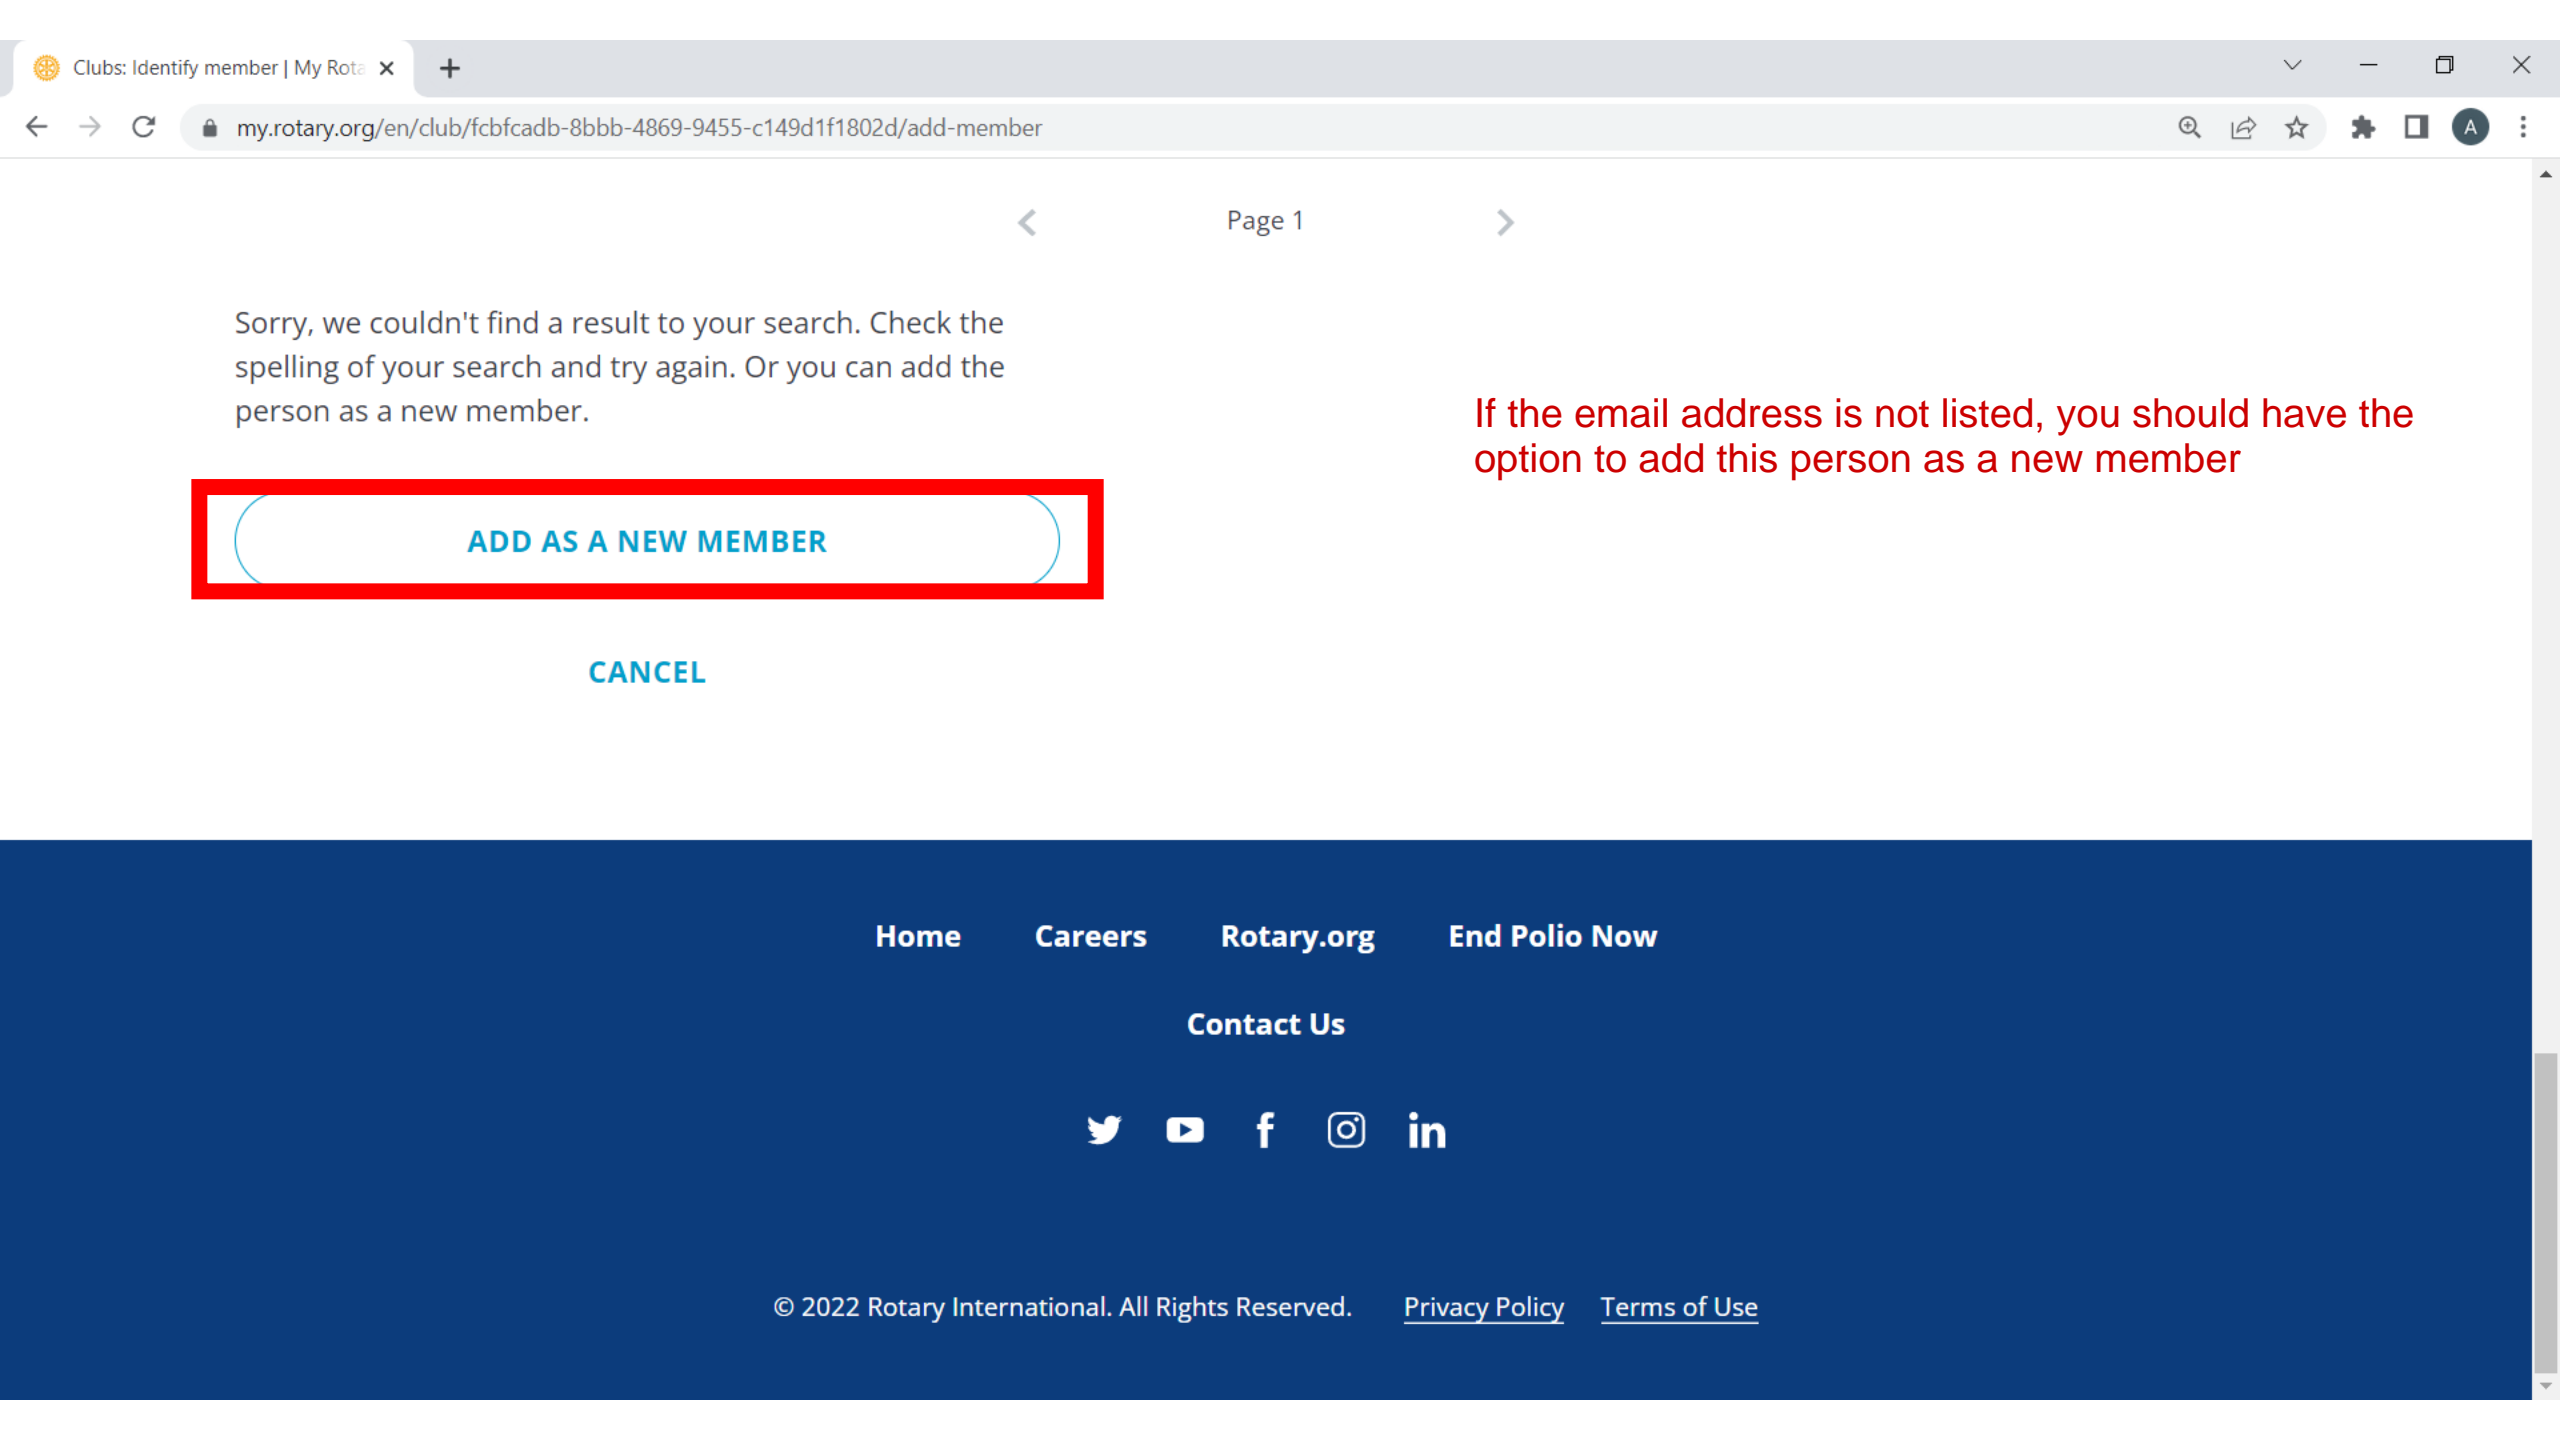 Clubs: Identify member | My Rota
my.rotary.org/en/club/fcbfcadb-8bbb-4869-9455-c149d1f1802d/add-member
A
Page 1
Sorry, we couldn't find a result to your search. Check the
spelling of your search and try again. Or you can add the
person as a new member.
If the email address is not listed, you should have the
option to add this person as a new member
ADD AS A NEW MEMBER
CANCEL
Home Careers Rotary.org End Polio Now
Contact Us
© 2022 Rotary International. All Rights Reserved. Privacy Policy Terms of Use